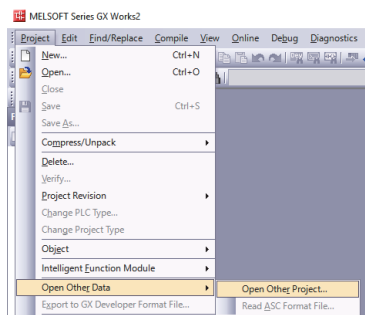 MELSOFT Series GX Works2
Project Edit Find/Replace Compile View Online Debug Diagnostics
New... Ctrl+N
Open... Ctrl+O
Close
Save Ctrl+S
Save As...
Compress/Unpack
Delete...
Verify...
Project Revision
Change PLC Type...
Change Project Type
Object
Intelligent Function Module
Open Other Data
Open Other Project...
Export to GX Developer Format File...
Read ASC Format File...